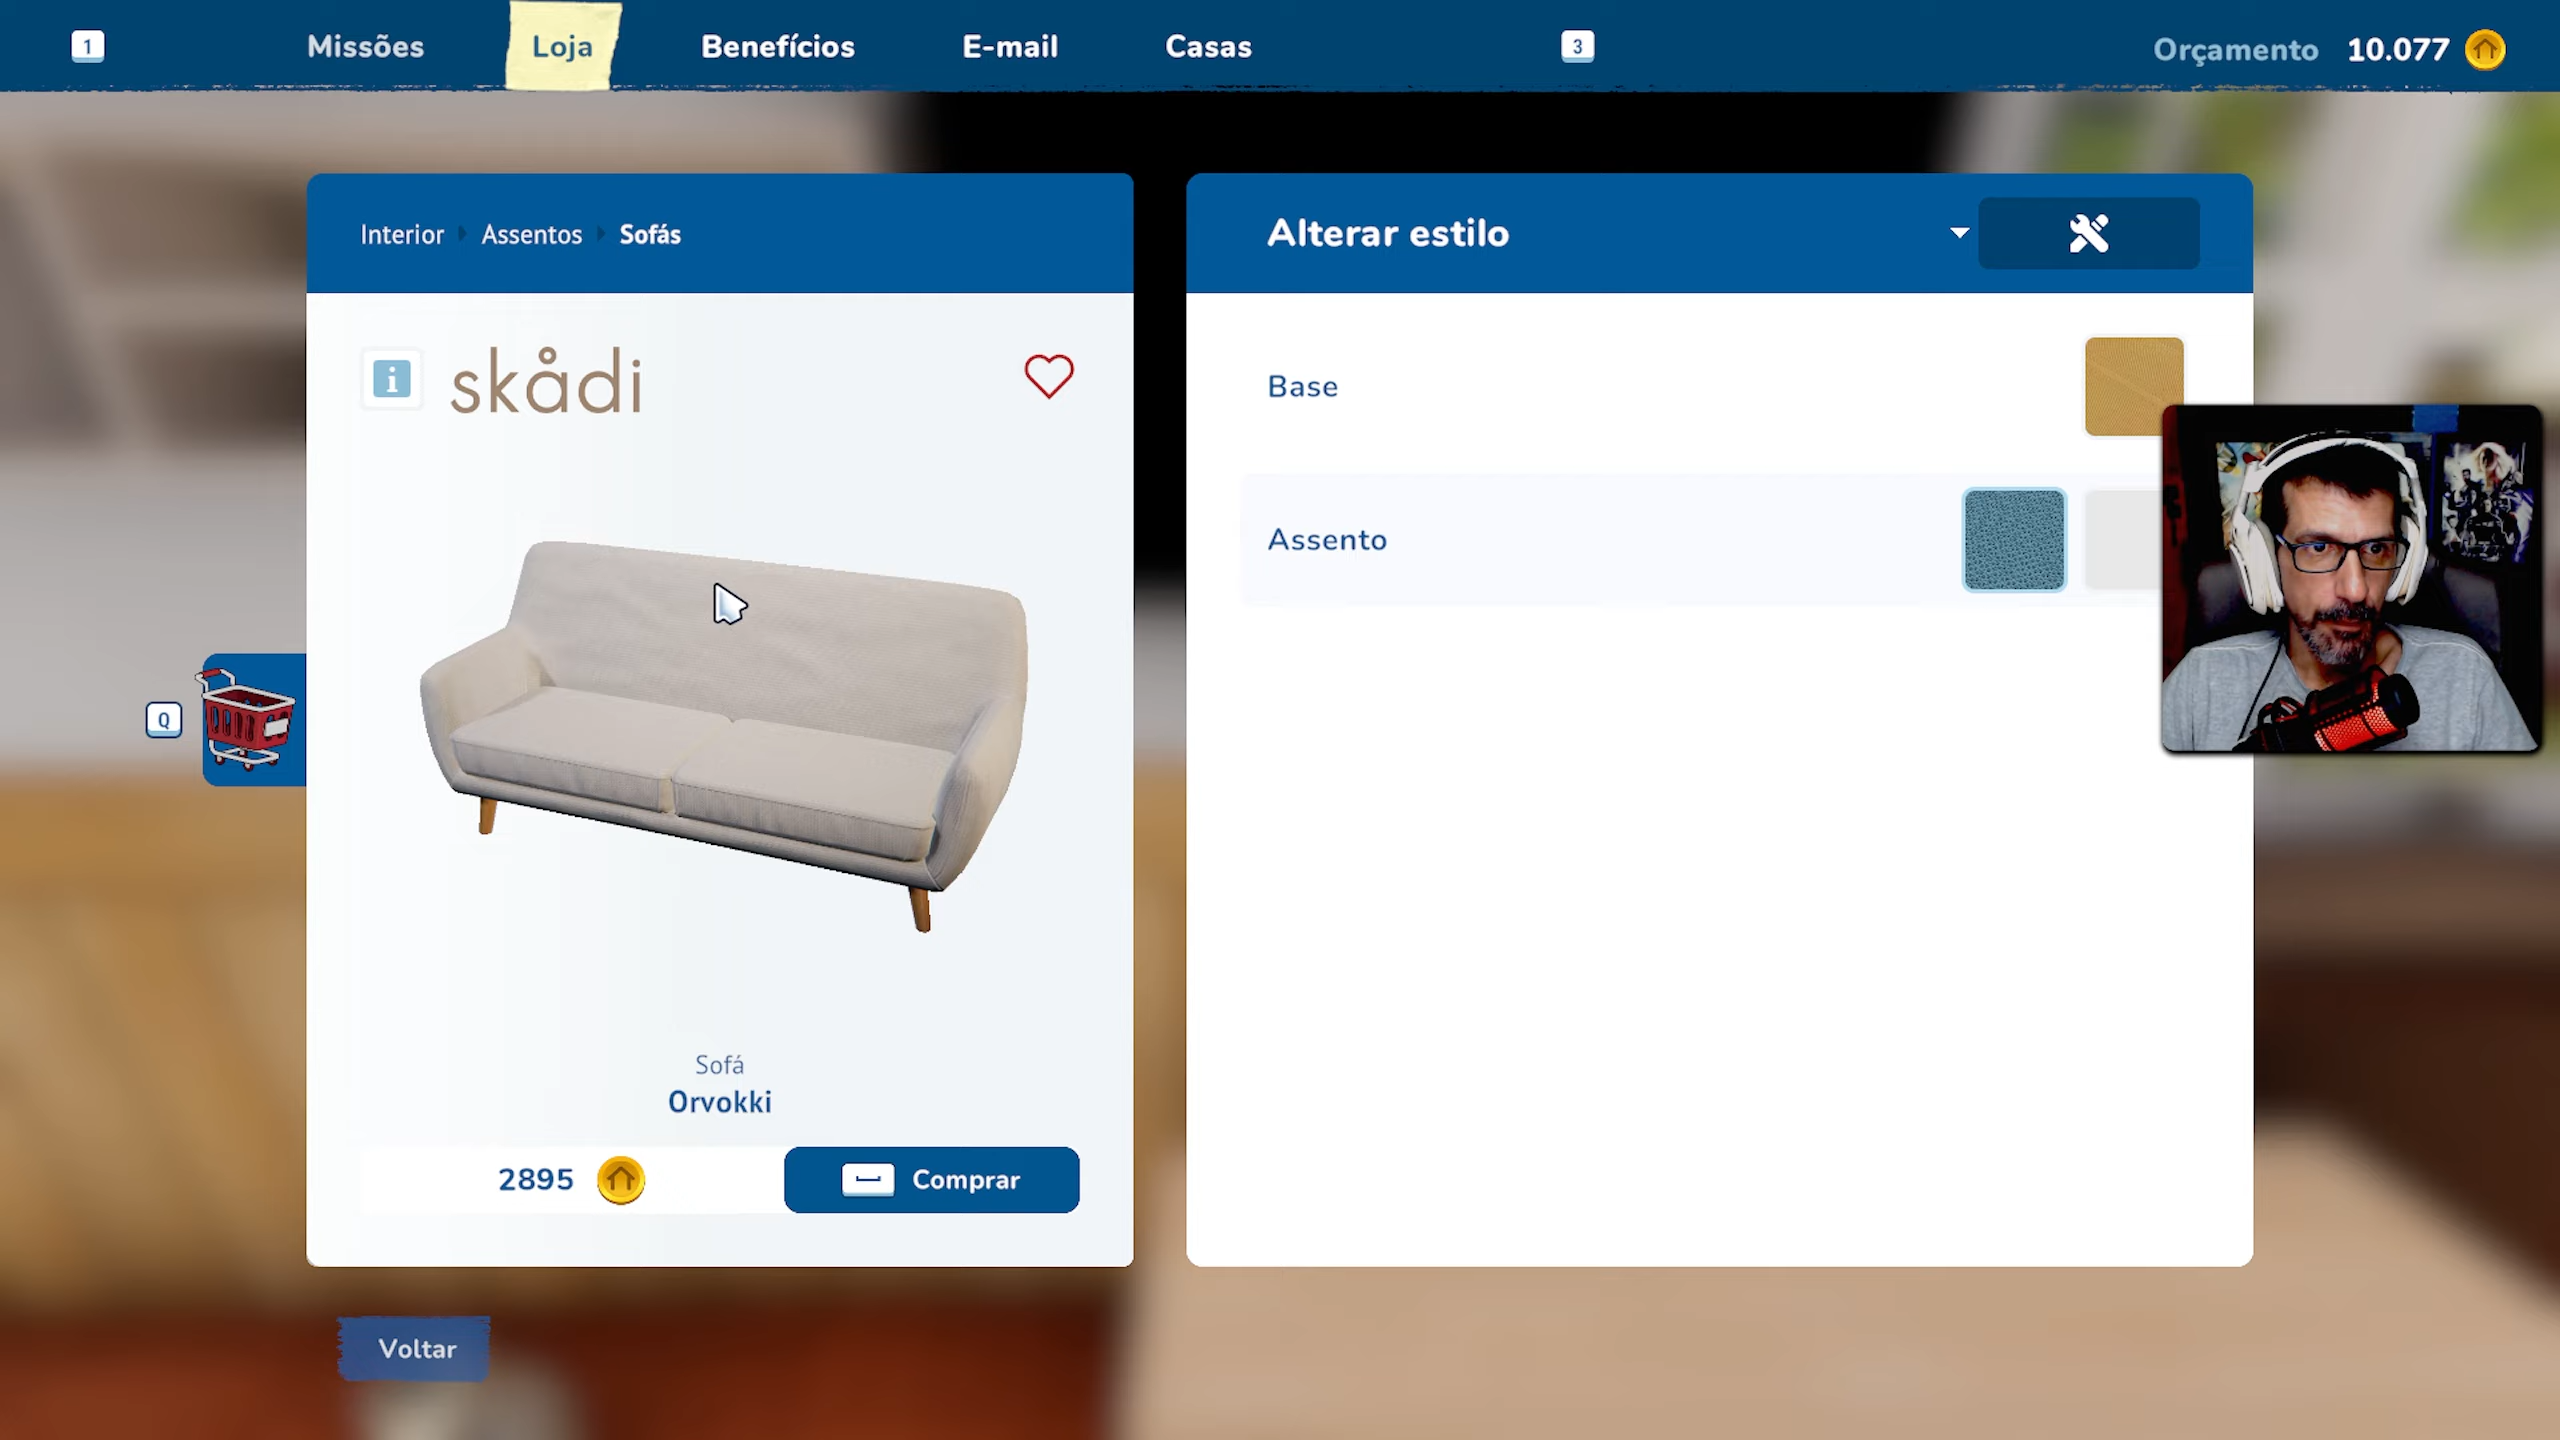 1
Missões
Loja
Benefícios
E-mail
Casas
3
Orçamento 10.077
Interior Assentos Sofás
i skådi
Alterar estilo
Base
Assento
Q
Sofá
Orvokki
2895
Comprar
Voltar